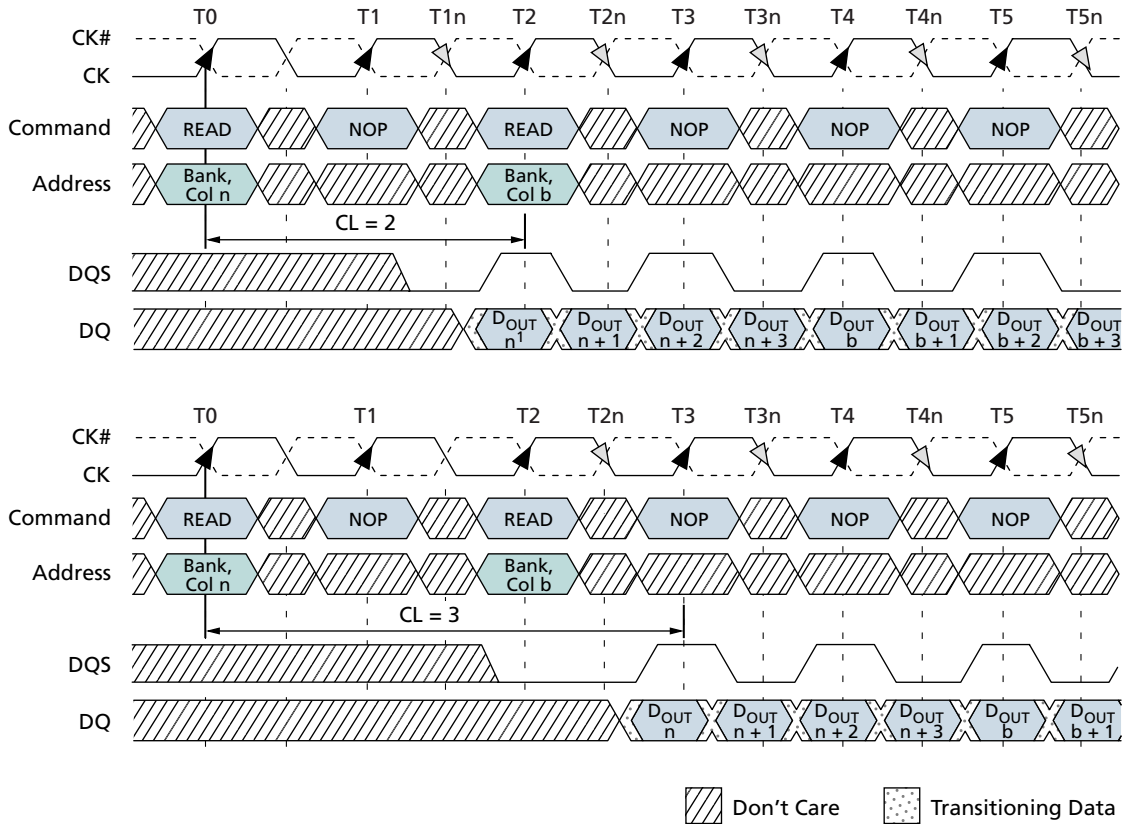 T0 T1 T1n T2 T2n T3 T3n T4 T4n T5 T5n
CK#
CK
Command READ NOP READ NOP NOP NOP
Address Bank, Col n Bank, Col b
CL = 2
DQS
DQ DOUT n1 DOUT n + 1 DOUT n + 2 DOUT n + 3 DOUT b DOUT b + 1 DOUT b + 2 DOUT b + 3
T0 T1 T2 T2n T3 T3n T4 T4n T5 T5n
CK#
CK
Command READ NOP READ NOP NOP NOP
Address Bank, Col n Bank, Col b
CL = 3
DQS
DQ DOUT n DOUT n + 1 DOUT n + 2 DOUT n + 3 DOUT b DOUT b + 1
Don't Care Transitioning Data